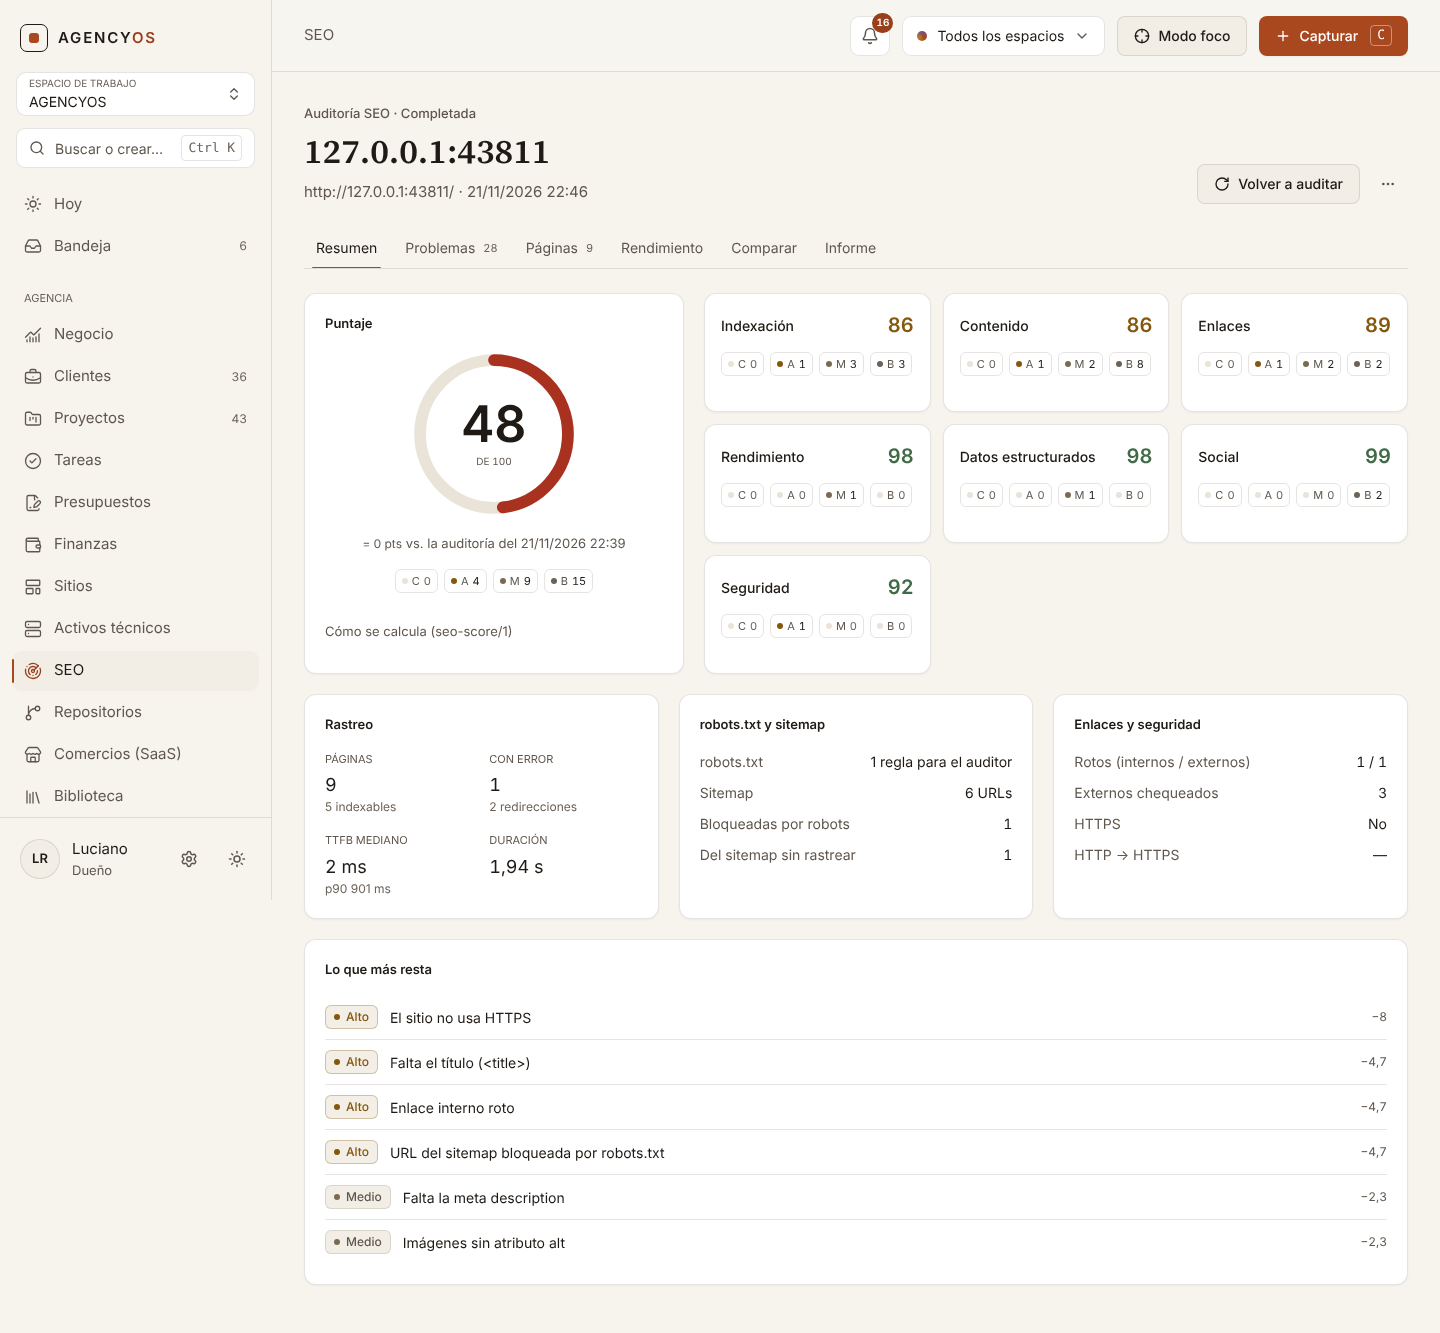 AGENCYOS
ESPACIO DE TRABAJO
AGENCYOS
Buscar o crear... Ctrl K
Hoy
Bandeja 6
AGENCIA
Negocio
Clientes 36
Proyectos 43
Tareas
Presupuestos
Finanzas
Sitios
Activos técnicos
SEO
Repositorios
Comercios (SaaS)
Biblioteca
LR
Luciano
Dueño
SEO
16
Todos los espacios
Modo foco
Capturar C
Auditoría SEO · Completada
127.0.0.1:43811
http://127.0.0.1:43811/ · 21/11/2026 22:46
Volver a auditar
Resumen
Problemas 28
Páginas 9
Rendimiento
Comparar
Informe
Puntaje
48
DE 100
= 0 pts vs. la auditoría del 21/11/2026 22:39
C 0 A 4 M 9 B 15
Cómo se calcula (seo-score/1)
Indexación 86
C 0 A 1 M 3 B 3
Contenido 86
C 0 A 1 M 2 B 8
Enlaces 89
C 0 A 1 M 2 B 2
Rendimiento 98
C 0 A 0 M 1 B 0
Datos estructurados 98
C 0 A 0 M 1 B 0
Social 99
C 0 A 0 M 0 B 2
Seguridad 92
C 0 A 1 M 0 B 0
Rastreo
PÁGINAS
9
5 indexables
CON ERROR
1
2 redirecciones
TTFB MEDIANO
2 ms
p90 901 ms
DURACIÓN
1,94 s
robots.txt y sitemap
robots.txt 1 regla para el auditor
Sitemap 6 URLs
Bloqueadas por robots 1
Del sitemap sin rastrear 1
Enlaces y seguridad
Rotos (internos / externos) 1 / 1
Externos chequeados 3
HTTPS No
HTTP → HTTPS —
Lo que más resta
Alto El sitio no usa HTTPS −8
Alto Falta el título (<title>) −4,7
Alto Enlace interno roto −4,7
Alto URL del sitemap bloqueada por robots.txt −4,7
Medio Falta la meta description −2,3
Medio Imágenes sin atributo alt −2,3